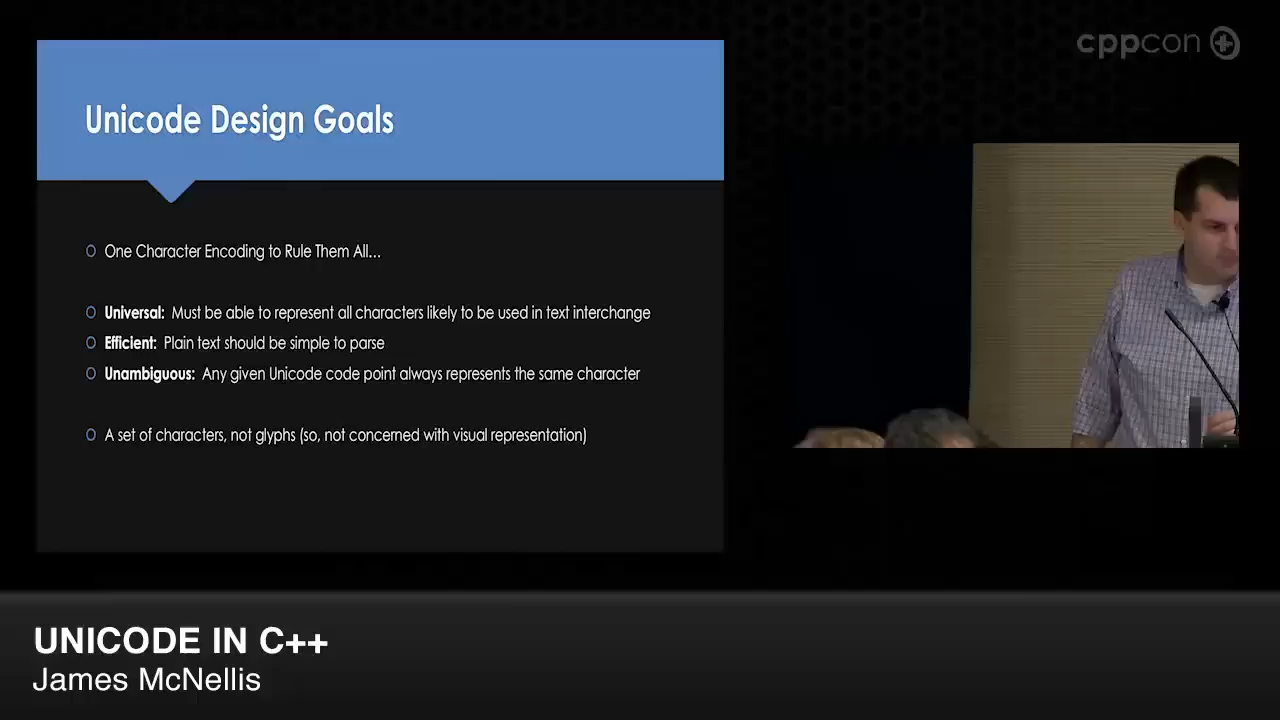 cppcon
Unicode Design Goals
One Character Encoding to Rule Them All...
Universal: Must be able to represent all characters likely to be used in text interchange
Efficient: Plain text should be simple to parse
Unambiguous: Any given Unicode code point always represents the same character
A set of characters, not glyphs (so, not concerned with visual representation)
UNICODE IN C++
James McNellis